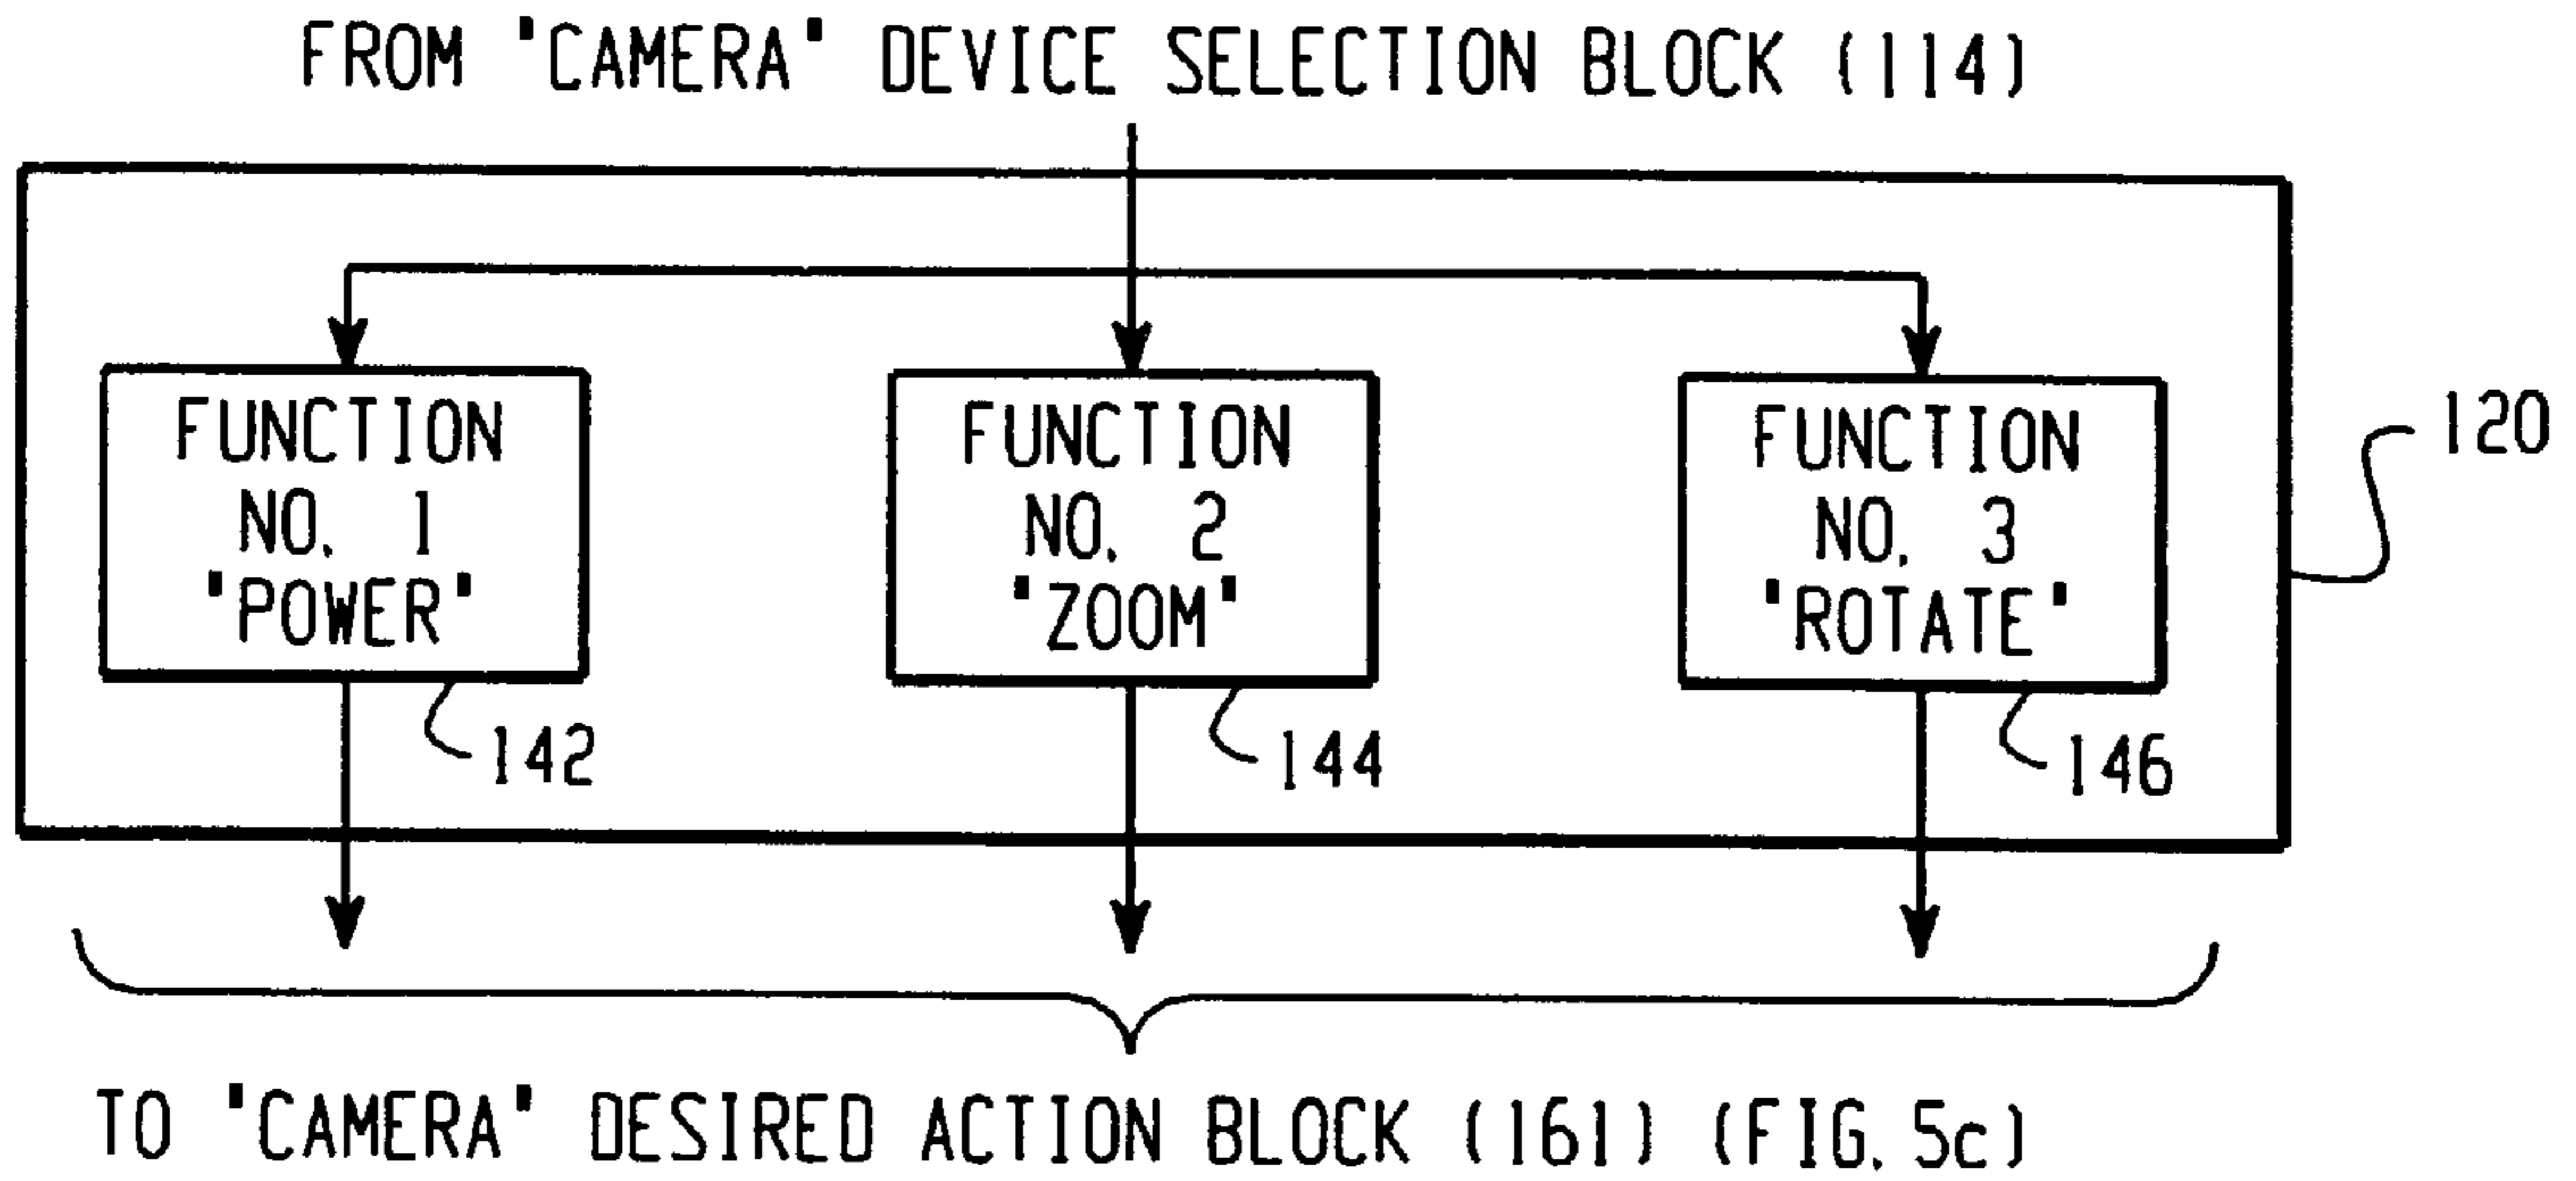 FROM "CAMERA" DEVICE SELECTION BLOCK (114)
FUNCTION
NO. 1
"POWER"
142
FUNCTION
NO. 2
"ZOOM"
144
FUNCTION
NO. 3
"ROTATE"
146
120
TO "CAMERA" DESIRED ACTION BLOCK (161) (FIG. 5c)